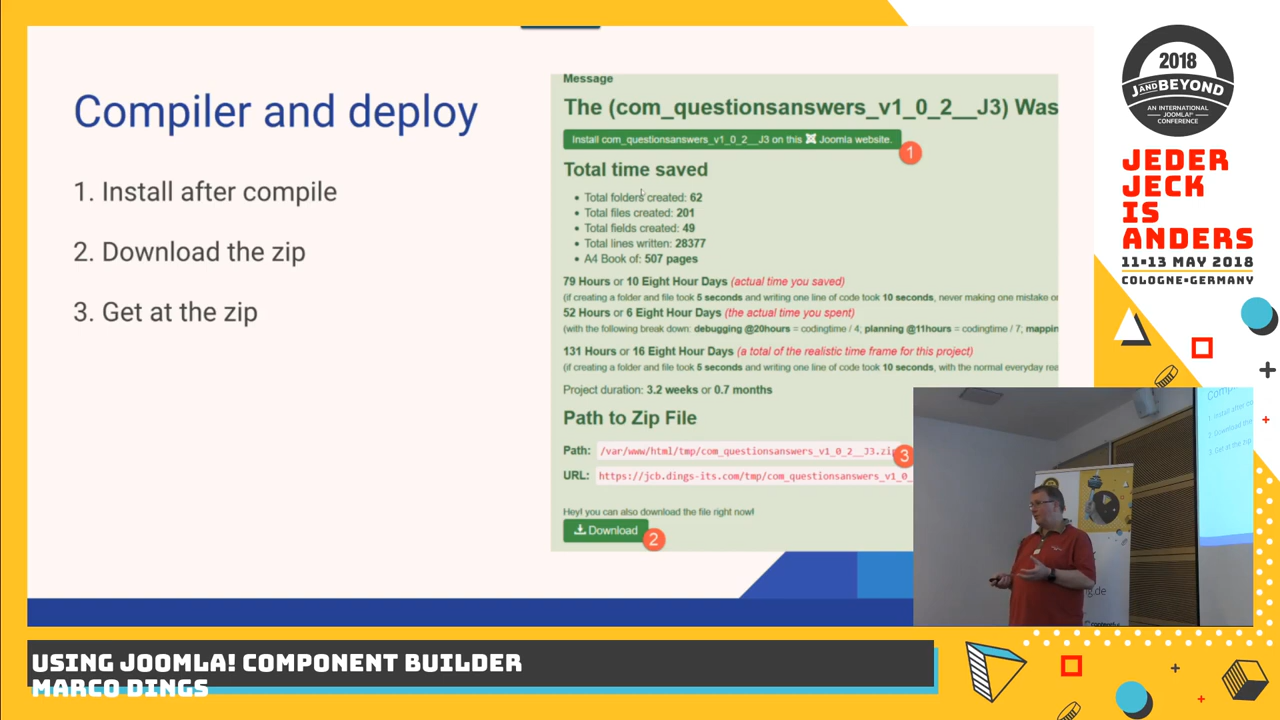 Compiler and deploy
1. Install after compile
2. Download the zip
3. Get at the zip
Message
The (com_questionsanswers_v1_0_2__J3) Was
Install com_questionsanswers_v1_0_2__J3 on this Joomla website.
1
Total time saved
• Total folders created: 62
• Total files created: 201
• Total fields created: 49
• Total lines written: 28377
• A4 Book of: 507 pages
79 Hours or 10 Eight Hour Days (actual time you saved)
(if creating a folder and file took 5 seconds and writing one line of code took 10 seconds, never making one mistake or
52 Hours or 6 Eight Hour Days (the actual time you spent)
(with the following break down: debugging @20hours = codingtime / 4; planning @11hours = codingtime / 7; mappin
131 Hours or 16 Eight Hour Days (a total of the realistic time frame for this project)
(if creating a folder and file took 5 seconds and writing one line of code took 10 seconds, with the normal everyday rea
Project duration: 3.2 weeks or 0.7 months
Path to Zip File
Path: /var/www/html/tmp/com_questionsanswers_v1_0_2__J3.zip
3
URL: https://jcb.dings-its.com/tmp/com_questionsanswers_v1_0_
Hey! you can also download the file right now!
Download
2
2018
JANDBEYOND
AN INTERNATIONAL
JOOMLA! CONFERENCE
JEDER
JECK
IS
ANDERS
11-13 MAY 2018
COLOGNE•GERMANY
USING JOOMLA! COMPONENT BUILDER
MARCO DINGS